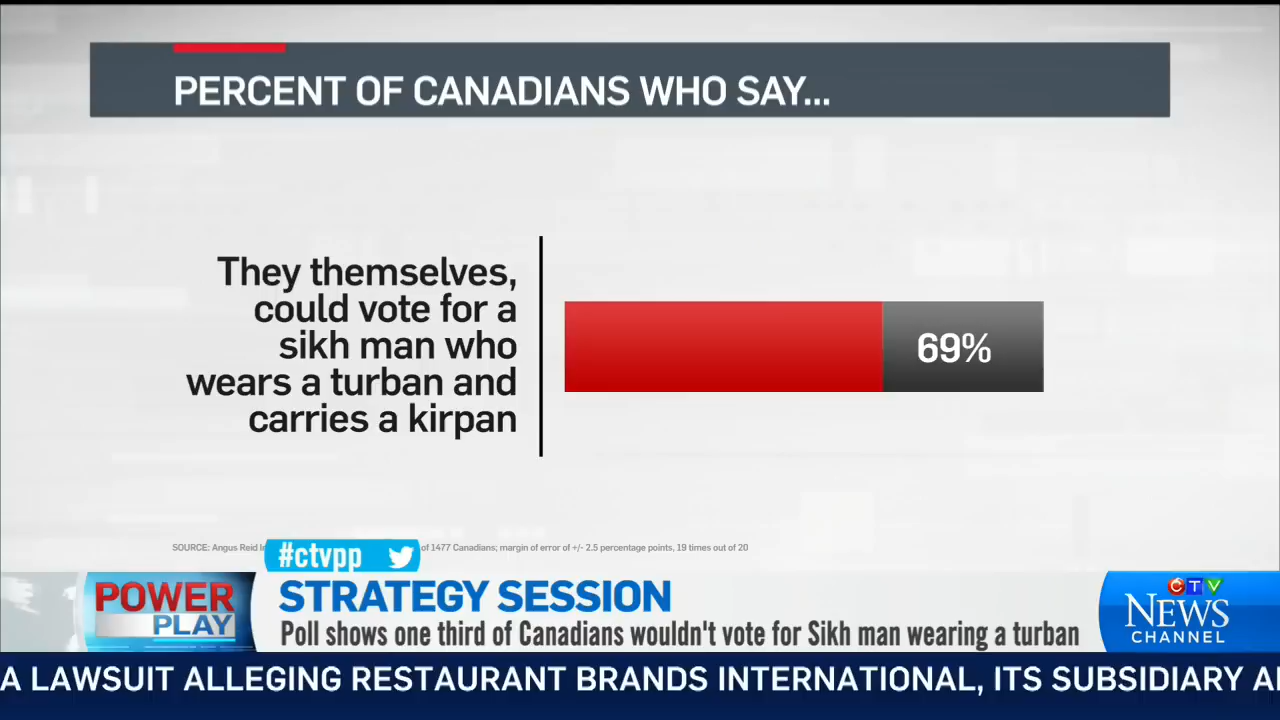 PERCENT OF CANADIANS WHO SAY...
They themselves,
could vote for a
sikh man who
wears a turban and
carries a kirpan
69%
SOURCE: Angus Reid of 1477 Canadians; margin of error of +/- 2.5 percentage points, 19 times out of 20
#ctvpp
POWER
PLAY
STRATEGY SESSION
Poll shows one third of Canadians wouldn't vote for Sikh man wearing a turban
CTV
NEWS
CHANNEL
A LAWSUIT ALLEGING RESTAURANT BRANDS INTERNATIONAL, ITS SUBSIDIARY